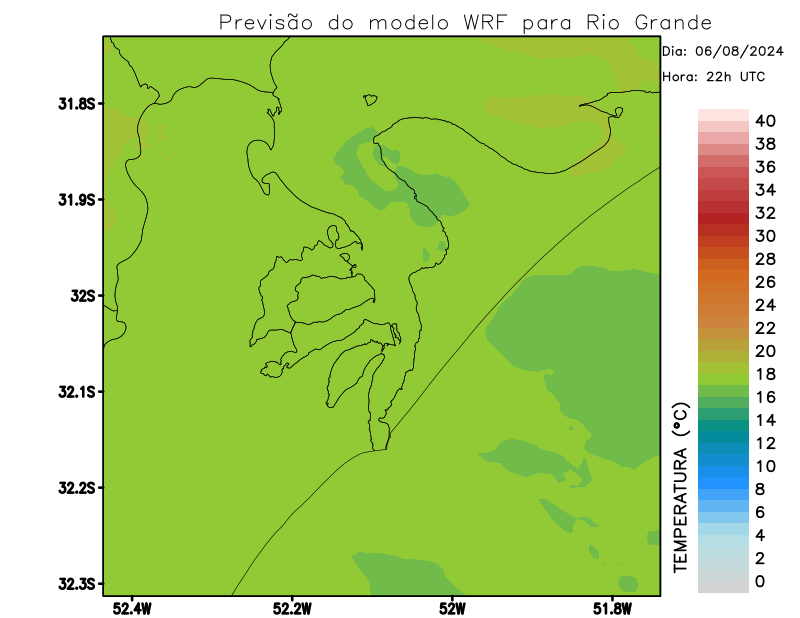 Previsão do modelo WRF para Rio Grande
Dia: 06/08/2024
Hora: 22h UTC
31.8S
31.9S
32S
32.1S
32.2S
32.3S
52.4W
52.2W
52W
51.8W
40
38
36
34
32
30
28
26
24
22
20
18
16
14
12
10
8
6
4
2
0
TEMPERATURA (°C)